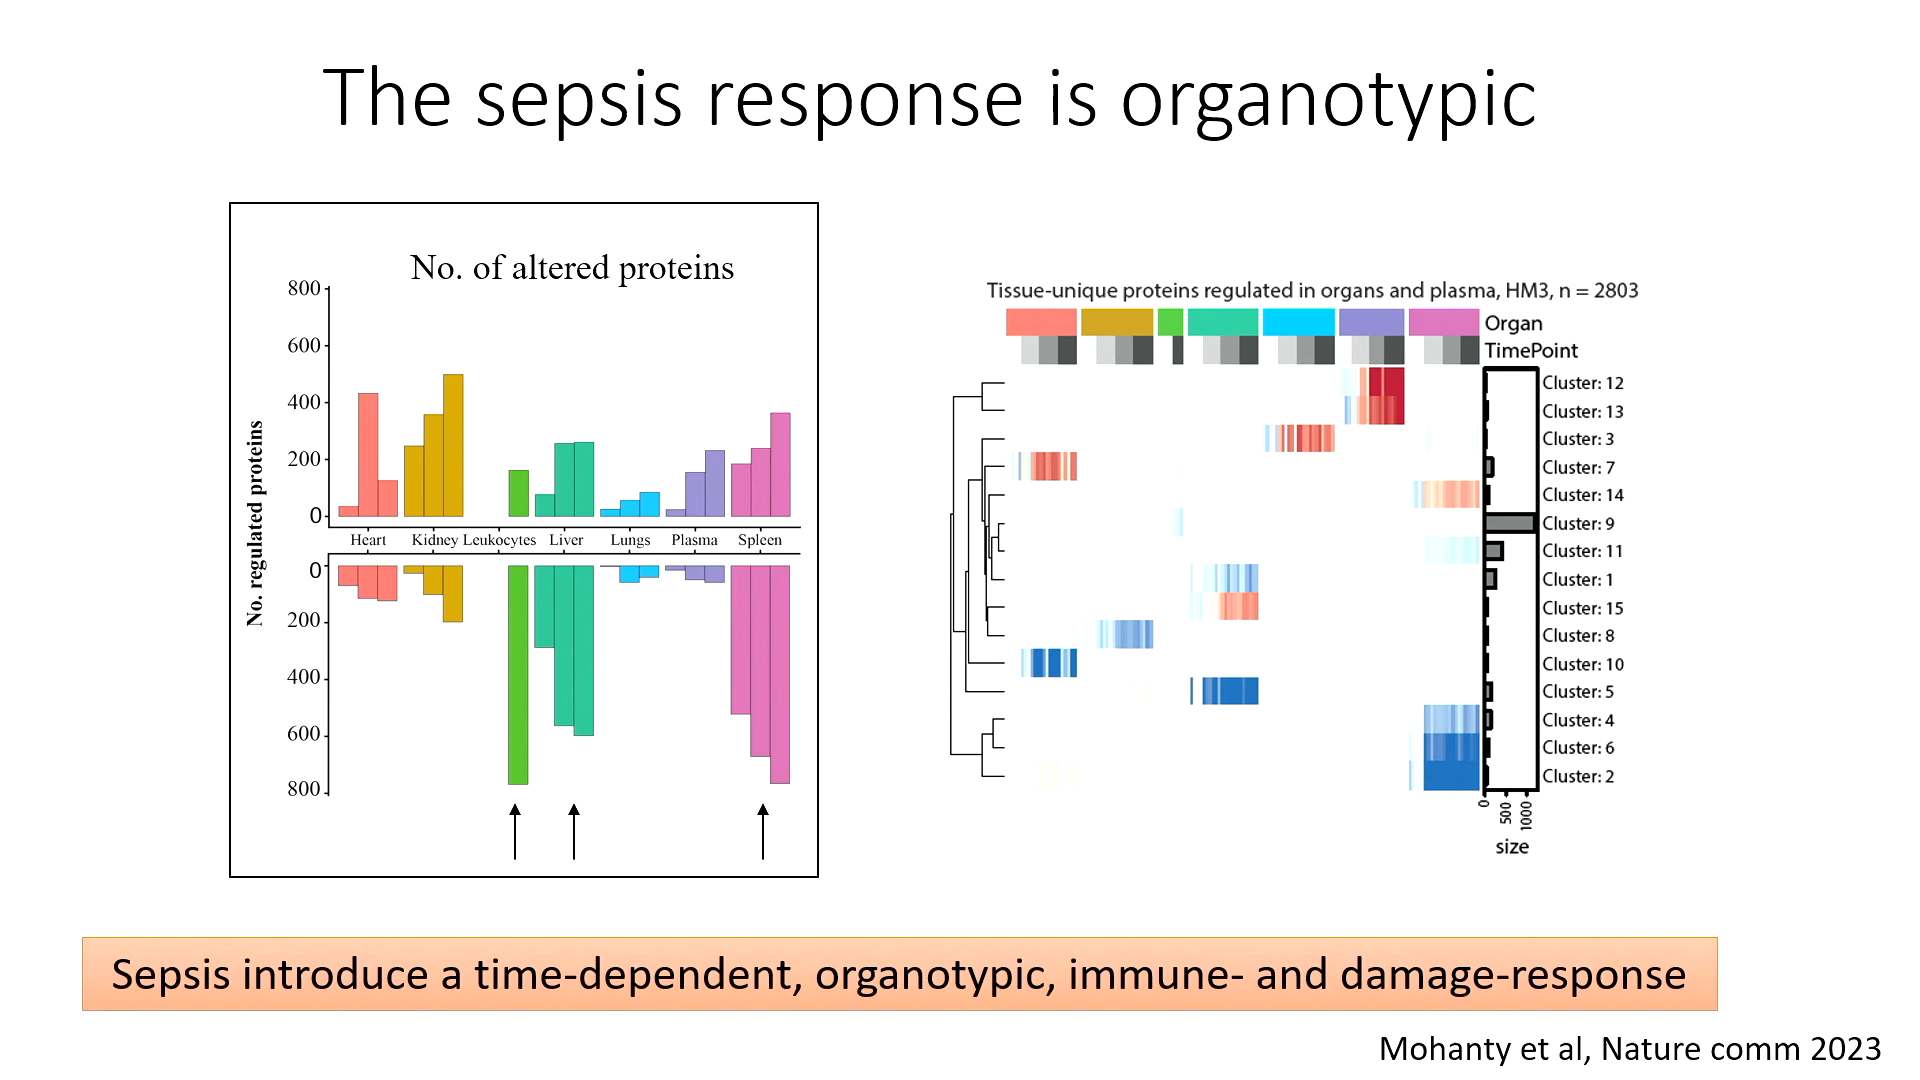 The sepsis response is organotypic
No. of altered proteins
No. regulated proteins
800
600
400
200
0
Heart Kidney Leukocytes Liver Lungs Plasma Spleen
0
200
400
600
800
Tissue-unique proteins regulated in organs and plasma, HM3, n = 2803
Organ
TimePoint
Cluster: 12
Cluster: 13
Cluster: 3
Cluster: 7
Cluster: 14
Cluster: 9
Cluster: 11
Cluster: 1
Cluster: 15
Cluster: 8
Cluster: 10
Cluster: 5
Cluster: 4
Cluster: 6
Cluster: 2
0 500 1000
size
Sepsis introduce a time-dependent, organotypic, immune- and damage-response
Mohanty et al, Nature comm 2023